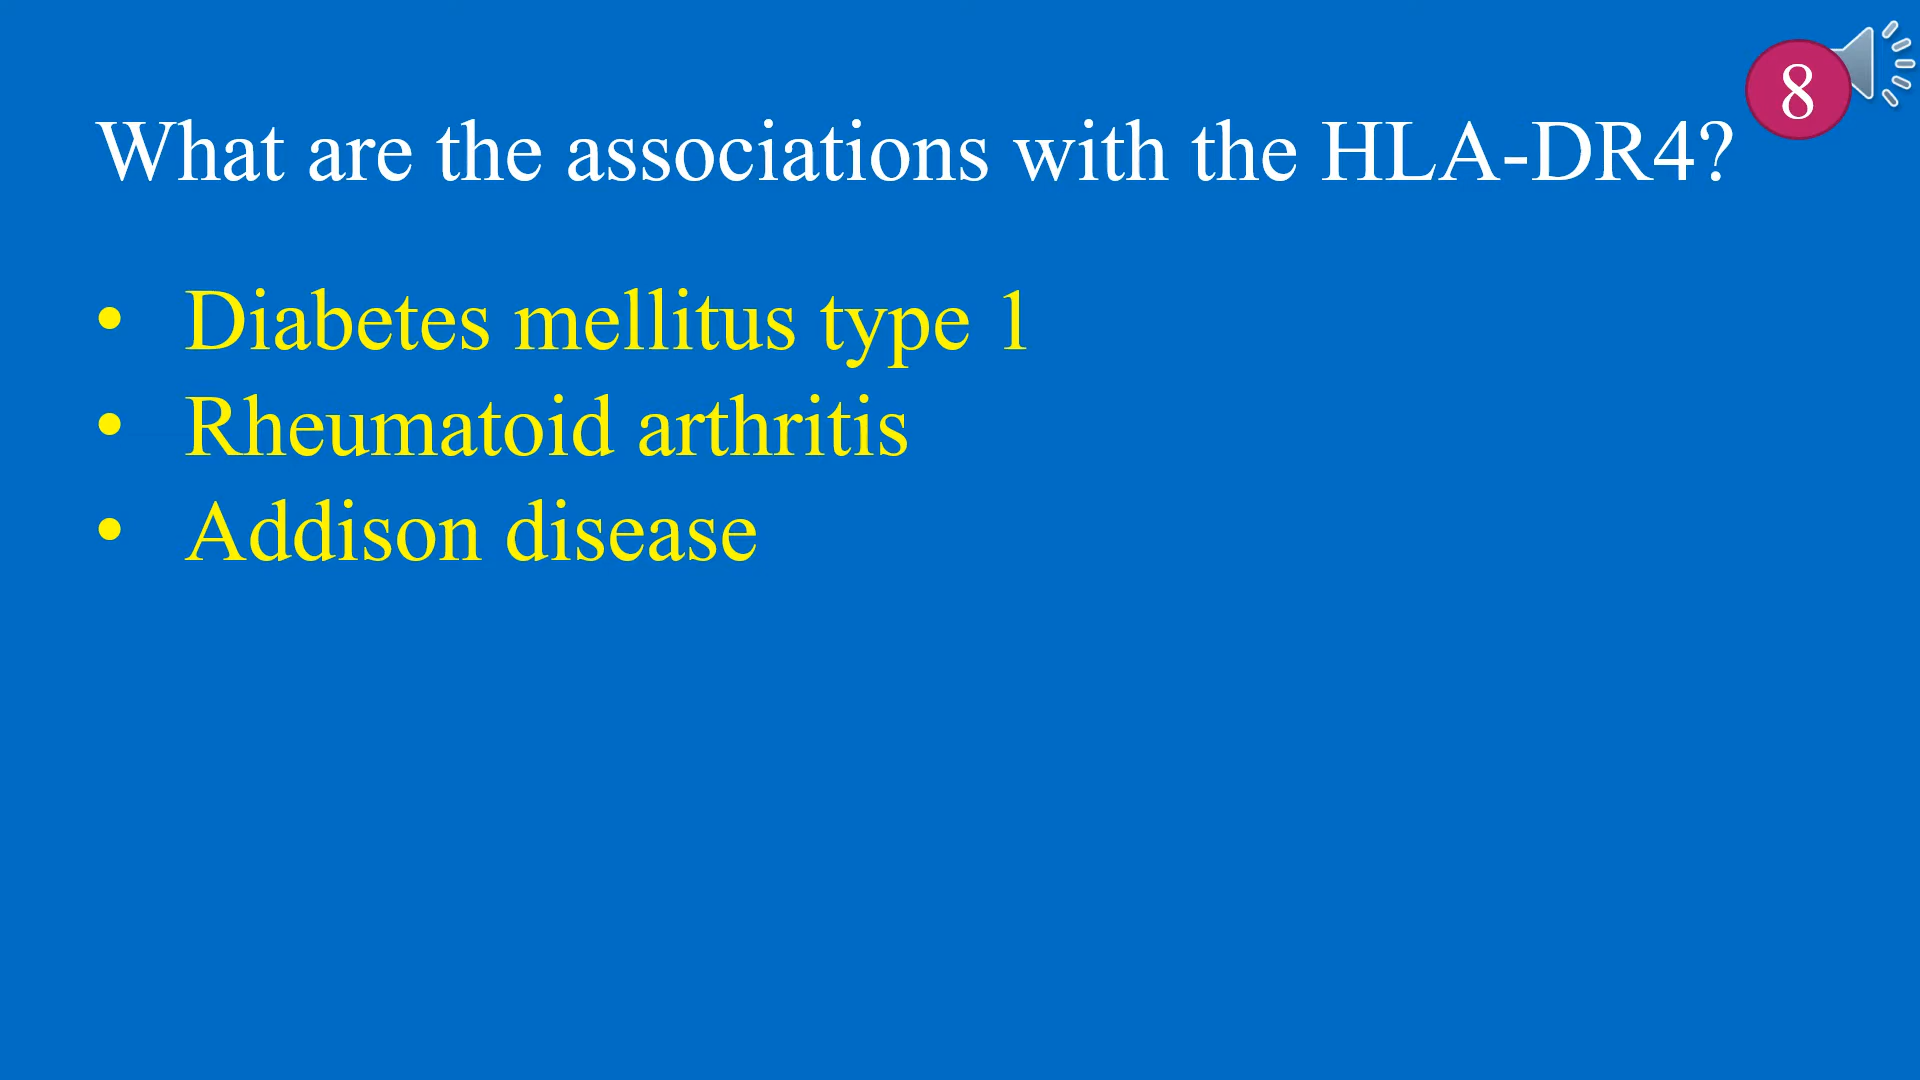 8
What are the associations with the HLA-DR4?
• Diabetes mellitus type 1
• Rheumatoid arthritis
• Addison disease